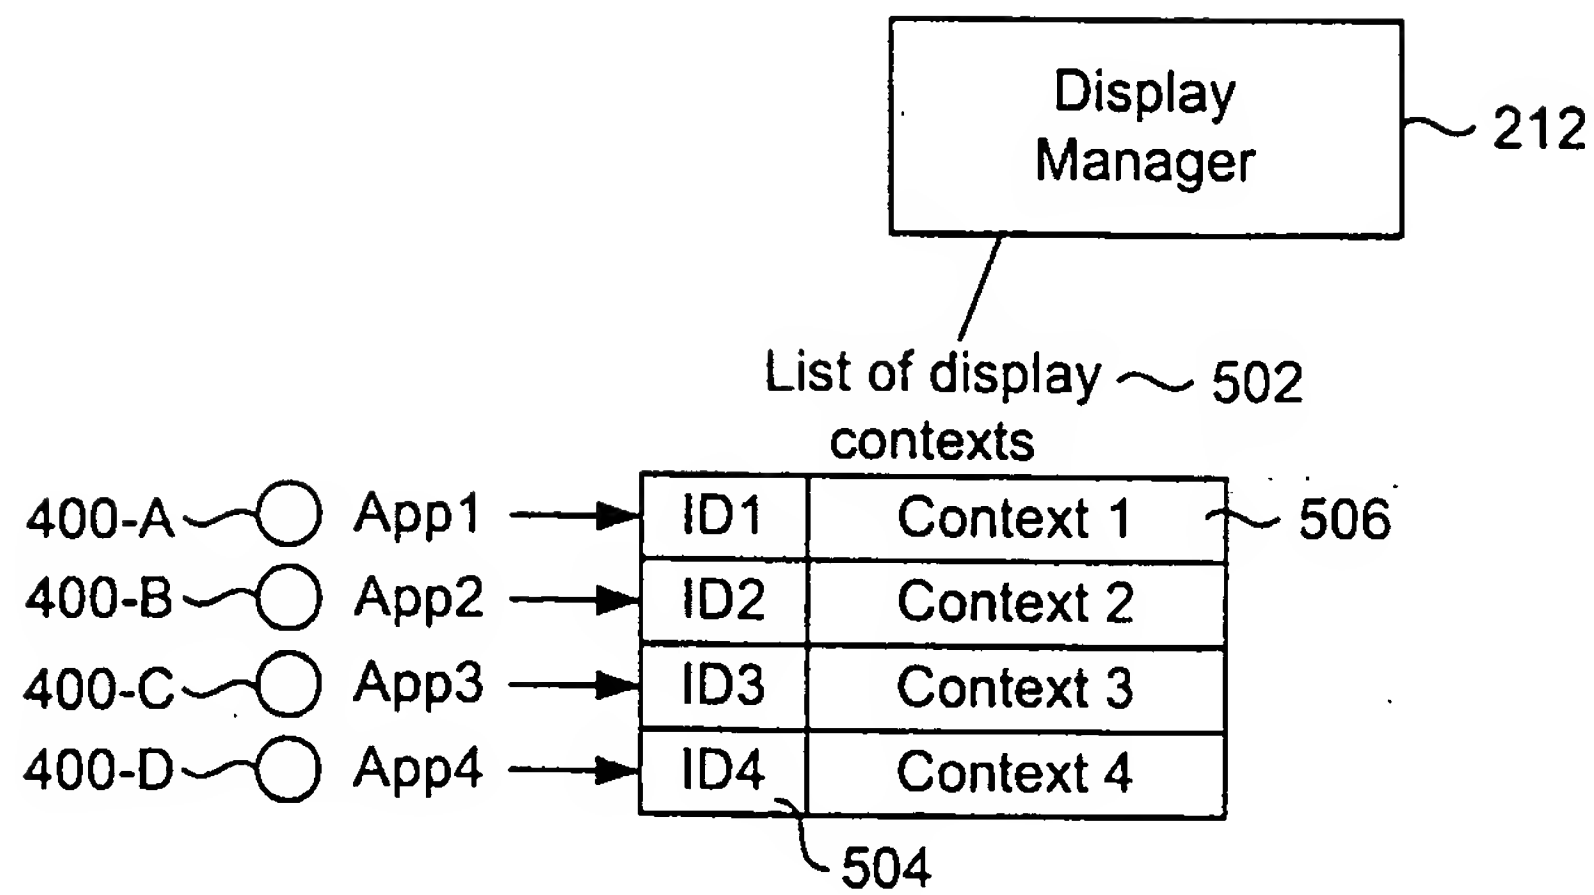 Display
Manager
212
List of display 502
contexts
400-A App1 ID1 Context 1 506
400-B App2 ID2 Context 2
400-C App3 ID3 Context 3
400-D App4 ID4 Context 4
504